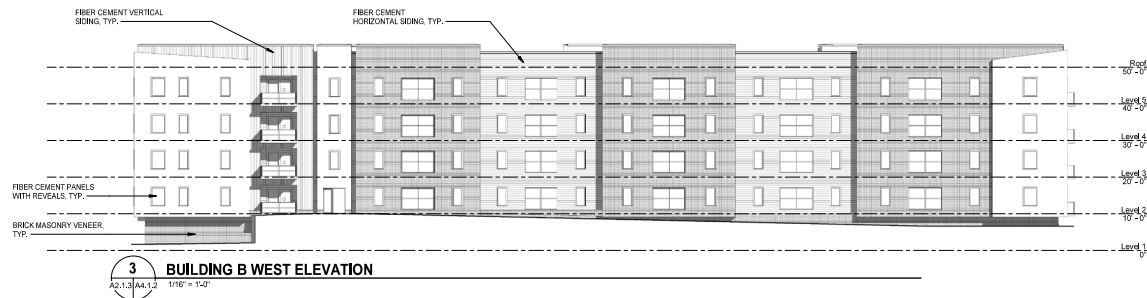 FIBER CEMENT VERTICAL
SIDING, TYP.
FIBER CEMENT
HORIZONTAL SIDING, TYP.
Roof
50' - 0"
Level 5
40' - 0"
Level 4
30' - 0"
Level 3
20' - 0"
FIBER CEMENT PANELS
WITH REVEALS, TYP.
Level 2
10' - 0"
BRICK MASONRY VENEER,
TYP.
Level 1
0"
3
BUILDING B WEST ELEVATION
A2.1.3 A4.1.2
1/16" = 1'-0"